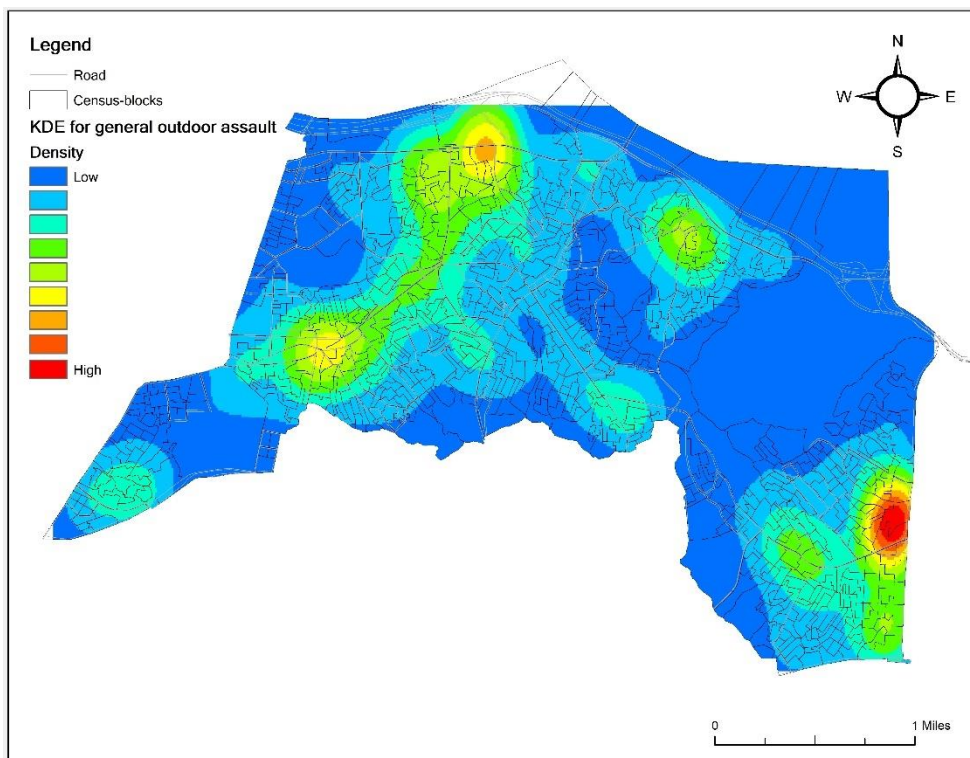 Legend
Road
Census-blocks
KDE for general outdoor assault
Density
Low
High
N
W E
S
0 1 Miles